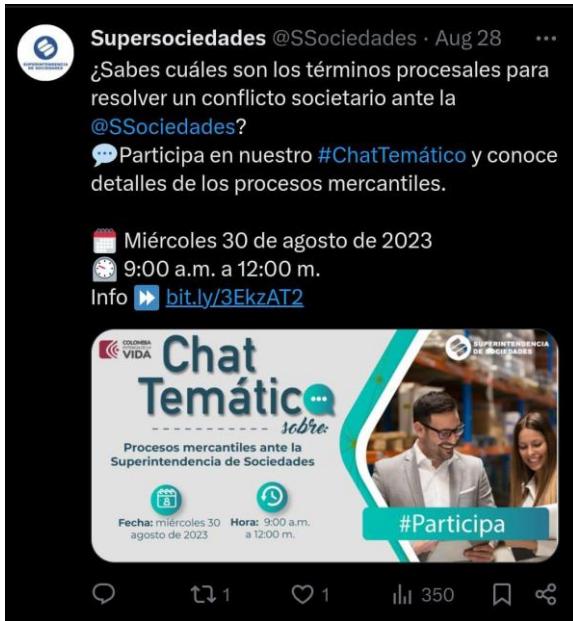 Supersociedades @SSociedades · Aug 28
¿Sabes cuáles son los términos procesales para
resolver un conflicto societario ante la
@SSociedades?
💬Participa en nuestro #ChatTemático y conoce
detalles de los procesos mercantiles.
🗓️ Miércoles 30 de agosto de 2023
🕘 9:00 a.m. a 12:00 m.
Info ⏩ bit.ly/3EkzAT2
COLOMBIA
POTENCIA DE LA
VIDA
SUPERINTENDENCIA
DE SOCIEDADES
Chat
Temático
sobre:
Procesos mercantiles ante la
Superintendencia de Sociedades
Fecha: miércoles 30
agosto de 2023
Hora: 9:00 a.m.
a 12:00 m.
#Participa
1
1
350